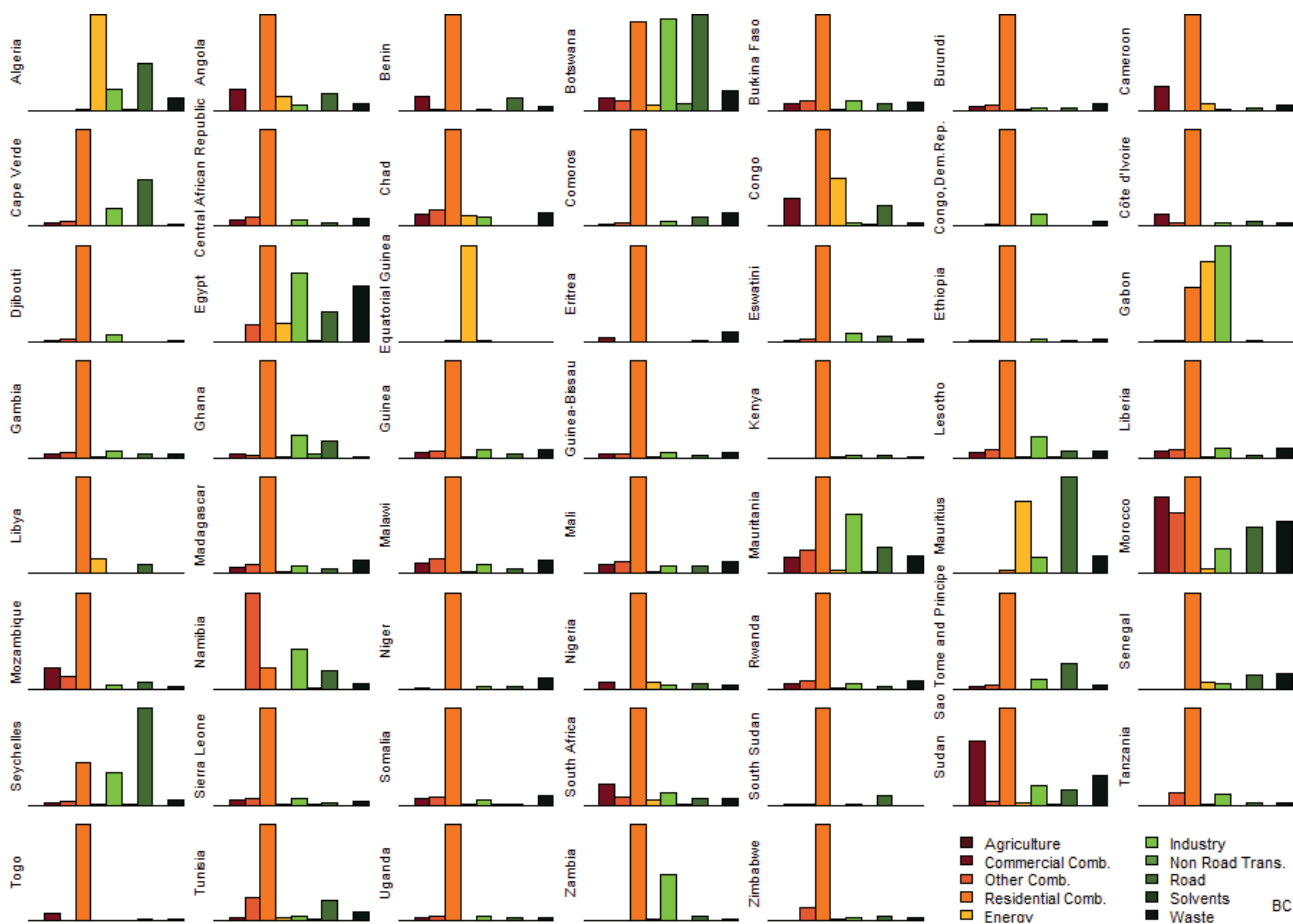 Algeria
Angola
Benin
Botswana
Burkina Faso
Burundi
Cameroon
Cape Verde
Central African Republic
Chad
Comoros
Congo
Congo,Dem.Rep.
Côte d'Ivoire
Djibouti
Egypt
Equatorial Guinea
Eritrea
Eswatini
Ethiopia
Gabon
Gambia
Ghana
Guinea
Guinea-Bissau
Kenya
Lesotho
Liberia
Libya
Madagascar
Malawi
Mali
Mauritania
Mauritius
Morocco
Mozambique
Namibia
Niger
Nigeria
Rwanda
Sao Tome and Principe
Senegal
Seychelles
Sierra Leone
Somalia
South Africa
South Sudan
Sudan
Tanzania
Togo
Tunisia
Uganda
Zambia
Zimbabwe
Agriculture
Commercial Comb.
Other Comb.
Residential Comb.
Energy
Industry
Non Road Trans.
Road
Solvents
Waste
BC